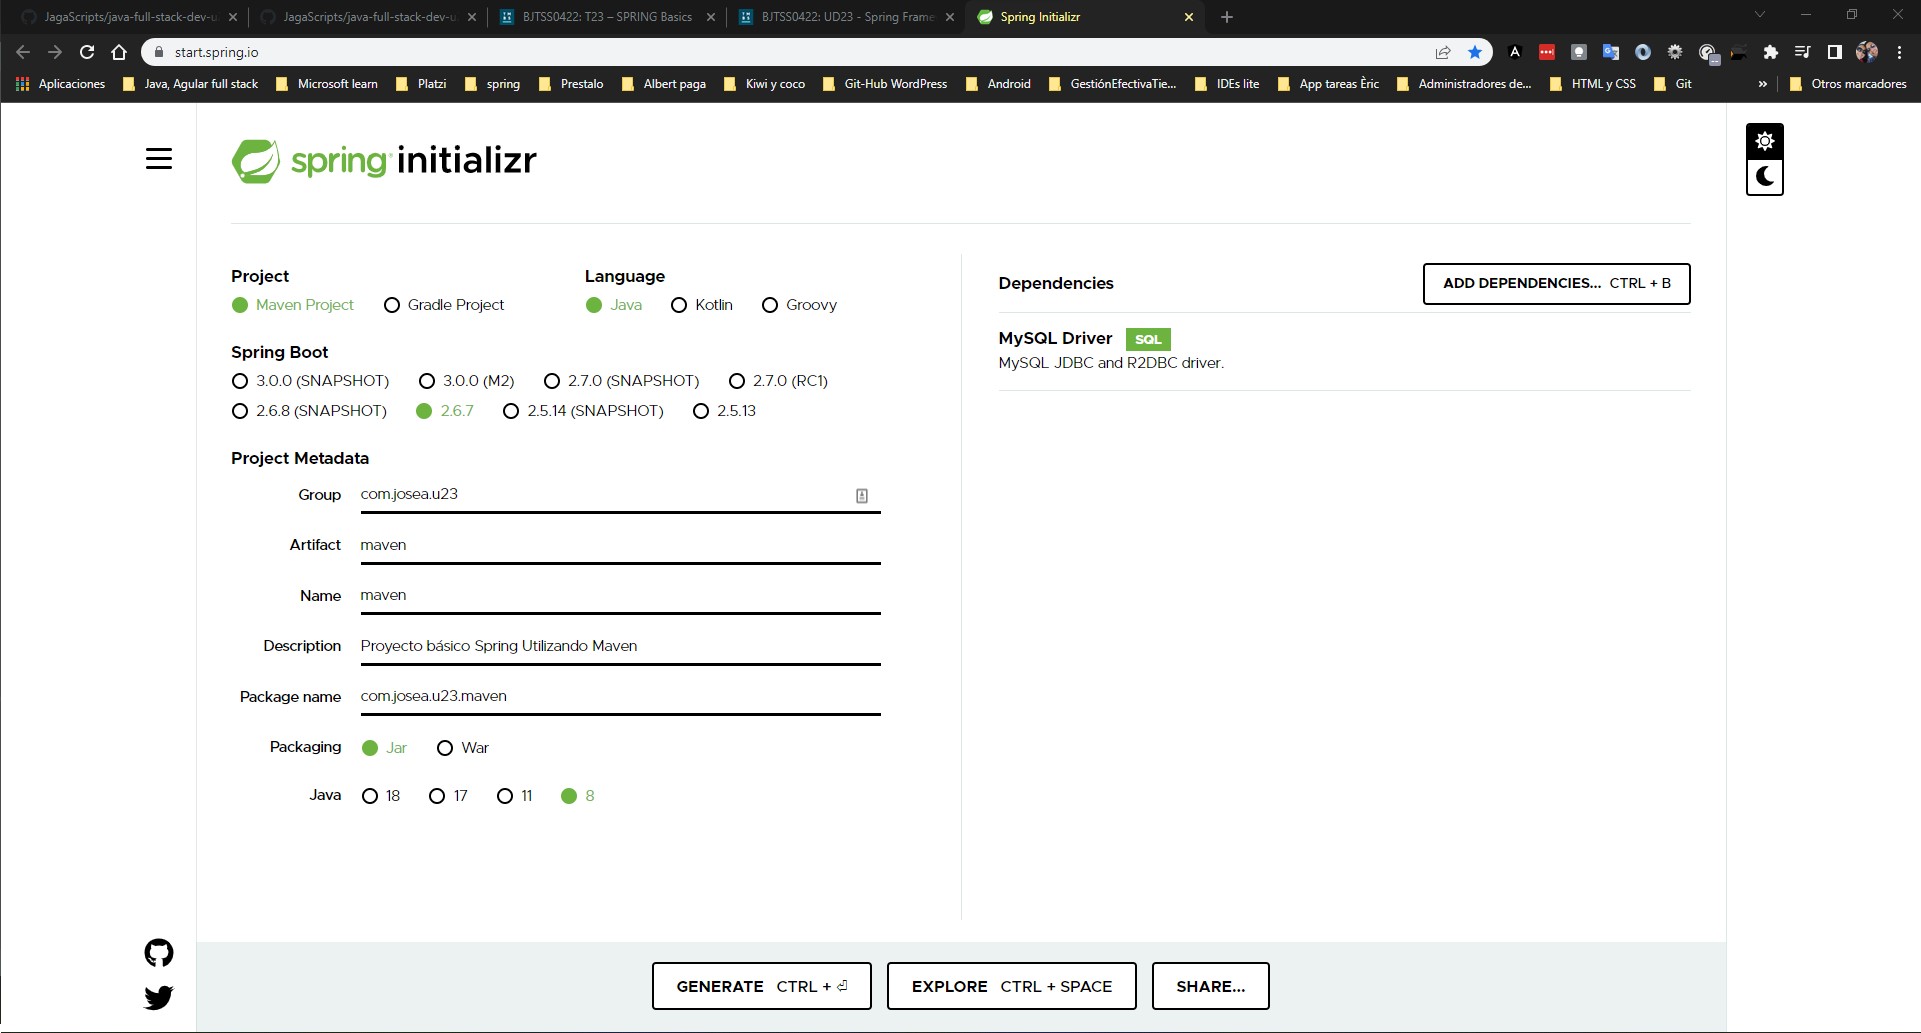 JagaScripts/java-full-stack-dev-u
JagaScripts/java-full-stack-dev-u
BJTSS0422: T23 – SPRING Basics
BJTSS0422: UD23 - Spring Frame
Spring Initializr
start.spring.io
Aplicaciones
Java, Agular full stack
Microsoft learn
Platzi
spring
Prestalo
Albert paga
Kiwi y coco
Git-Hub WordPress
Android
GestiónEfectivaTie...
IDEs lite
App tareas Èric
Administradores de...
HTML y CSS
Git
»
Otros marcadores
spring initializr
Project
Maven Project
Gradle Project
Language
Java
Kotlin
Groovy
Spring Boot
3.0.0 (SNAPSHOT)
3.0.0 (M2)
2.7.0 (SNAPSHOT)
2.7.0 (RC1)
2.6.8 (SNAPSHOT)
2.6.7
2.5.14 (SNAPSHOT)
2.5.13
Project Metadata
Group com.josea.u23
Artifact maven
Name maven
Description Proyecto básico Spring Utilizando Maven
Package name com.josea.u23.maven
Packaging Jar War
Java 18 17 11 8
Dependencies
ADD DEPENDENCIES... CTRL + B
MySQL Driver SQL
MySQL JDBC and R2DBC driver.
GENERATE CTRL + ⏎
EXPLORE CTRL + SPACE
SHARE...